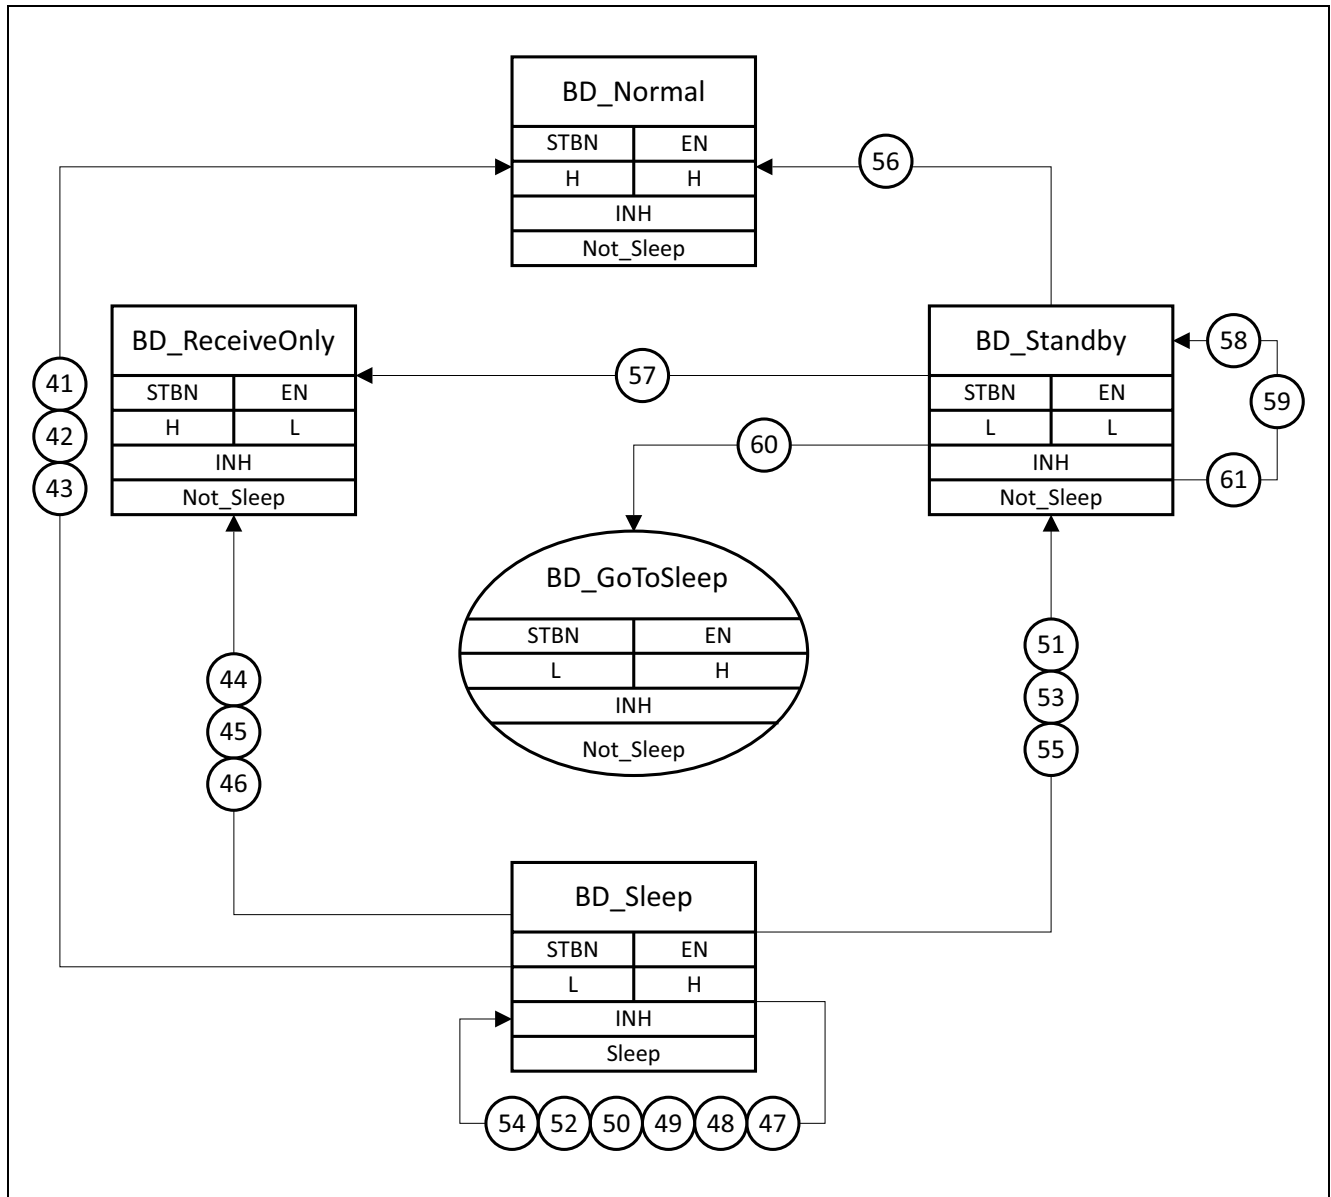 BD_Normal
STBN EN
H H
INH
Not_Sleep
56
BD_ReceiveOnly
STBN EN
H L
INH
Not_Sleep
BD_Standby
STBN EN
L L
INH
Not_Sleep
58
59
61
57
60
41
42
43
BD_GoToSleep
STBN EN
L H
INH
Not_Sleep
44
45
46
51
53
55
BD_Sleep
STBN EN
L H
INH
Sleep
54 52 50 49 48 47